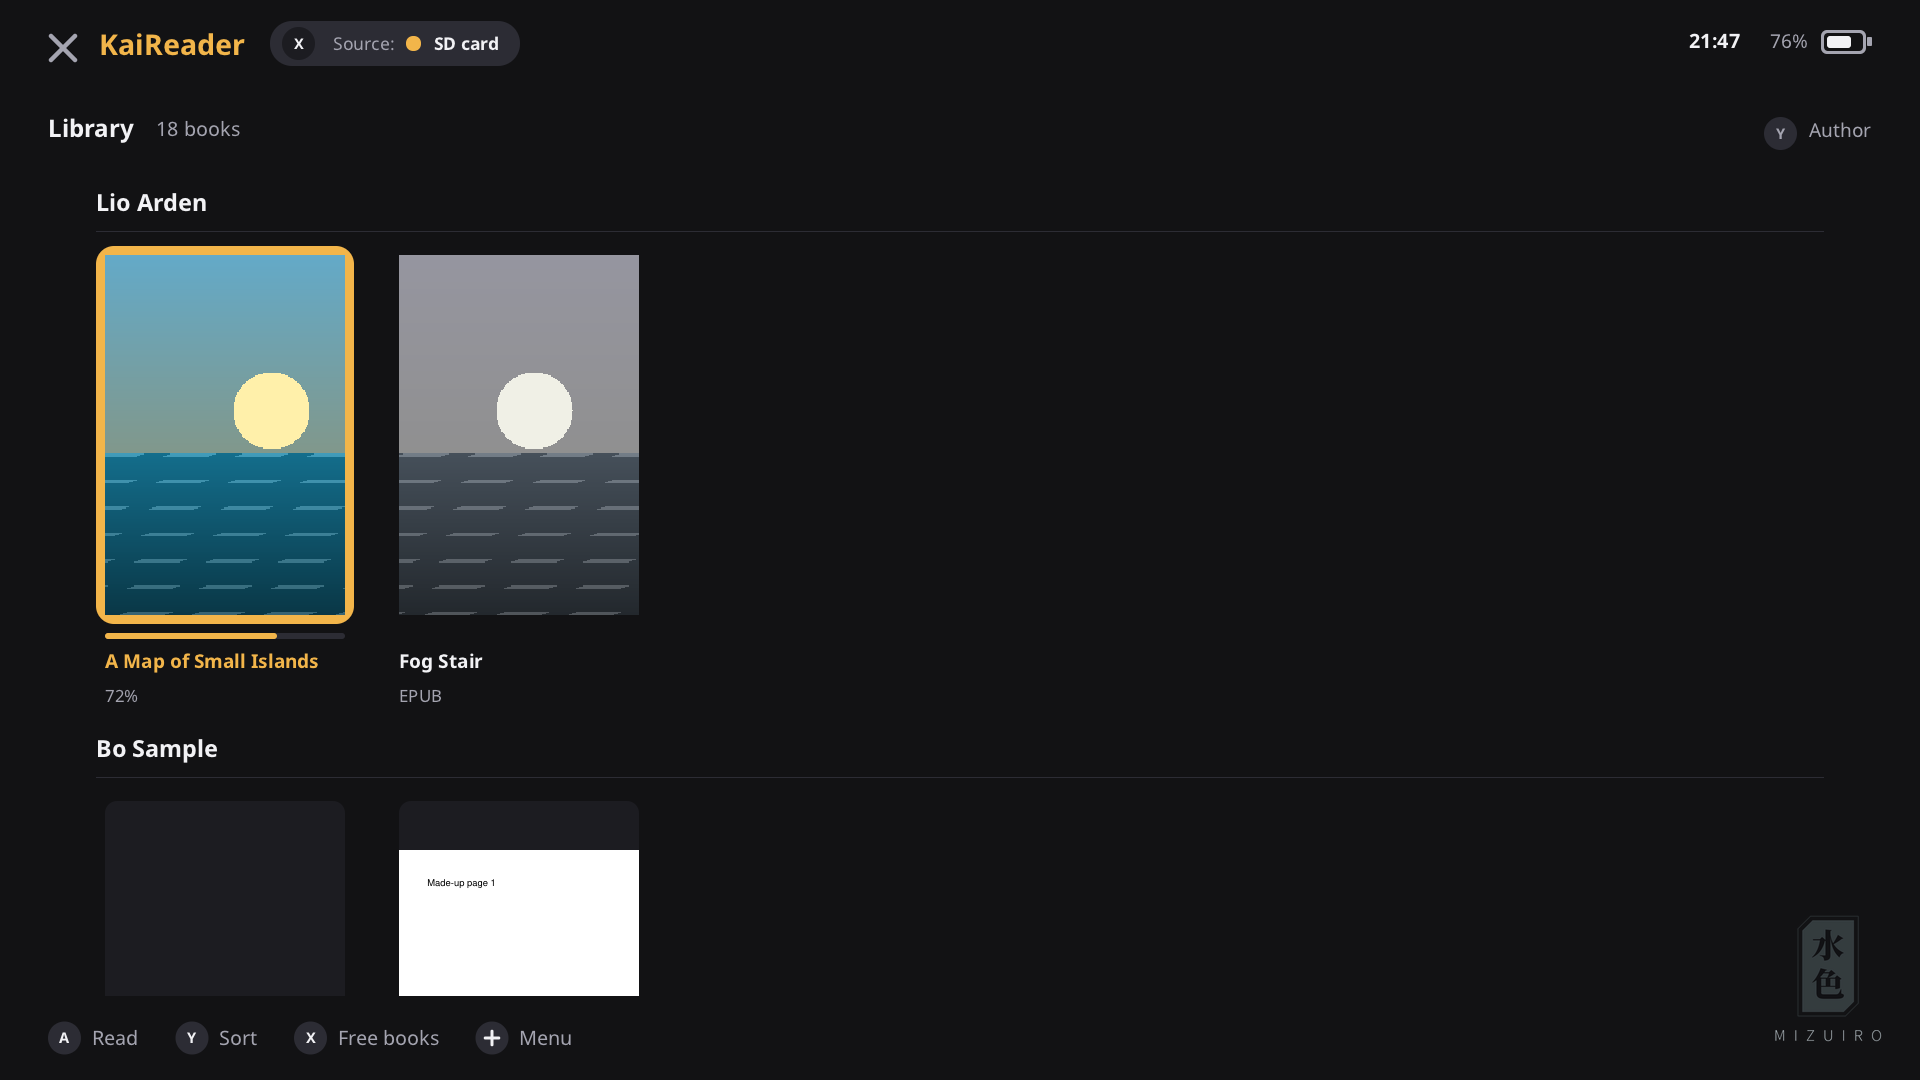 KaiReader
X Source: SD card
21:47 76%
Library 18 books
Y Author
Lio Arden
A Map of Small Islands
72%
Fog Stair
EPUB
Bo Sample
Made-up page 1
A Read Y Sort X Free books + Menu
水色
MIZUIRO